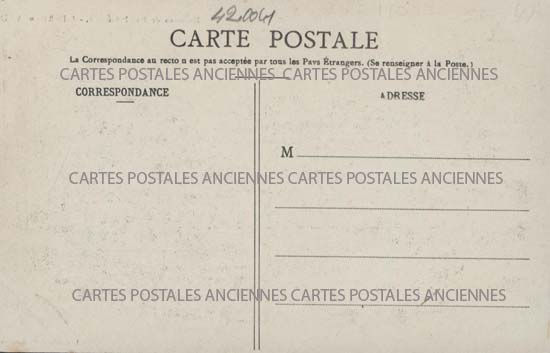 42.004
CARTE POSTALE
La Correspondance au recto n est pas acceptée par tous les Pays Étrangers. (Se renseigner à la Poste.)
CARTES POSTALES ANCIENNES CARTES POSTALES ANCIENNES
CORRESPONDANCE
ADRESSE
M
CARTES POSTALES ANCIENNES CARTES POSTALES ANCIENNES
CARTES POSTALES ANCIENNES CARTES POSTALES ANCIENNES